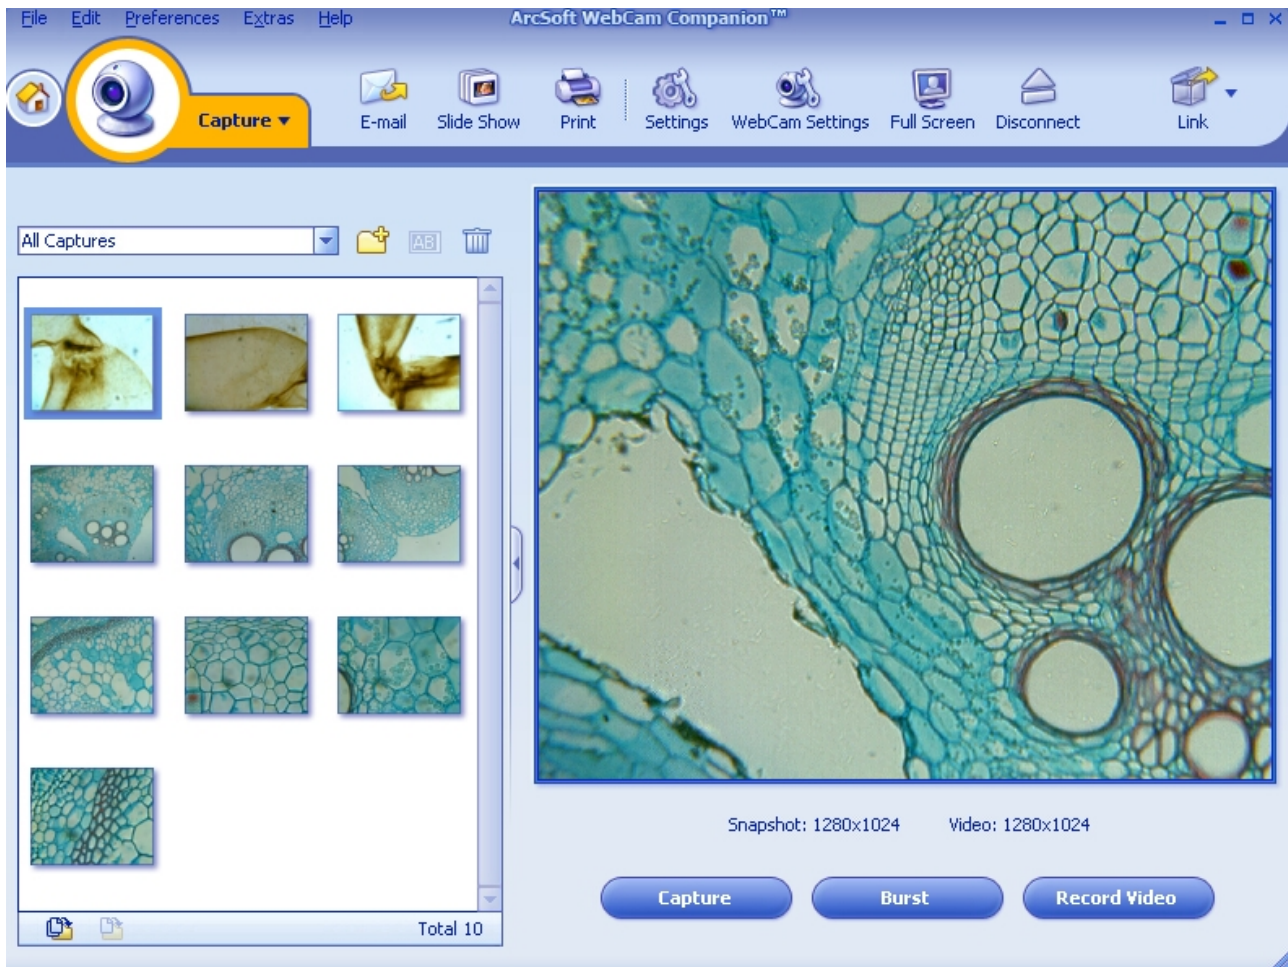 File Edit Preferences Extras Help ArcSoft WebCam Companion™
Capture E-mail Slide Show Print Settings WebCam Settings Full Screen Disconnect Link
All Captures AB
Total 10
Snapshot: 1280x1024 Video: 1280x1024
Capture Burst Record Video